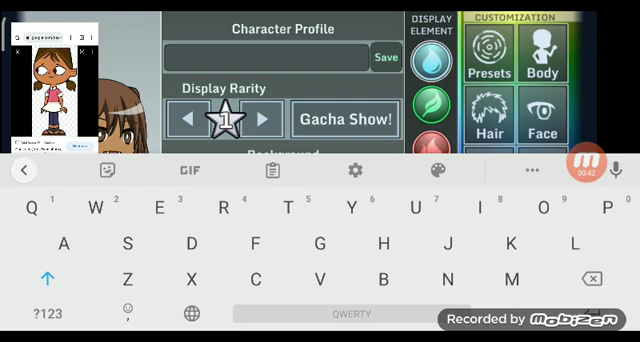 Character Profile
Save
Display Rarity
1
Gacha Show!
DISPLAY
ELEMENT
CUSTOMIZATION
Presets
Body
Hair
Face
00:42
GIF
Q 1 W 2 E 3 R 4 T 5 Y 6 U 7 I 8 O 9 P 0
A S D F G H J K L
Z X C V B N M
?123
QWERTY
Recorded by Mobizen